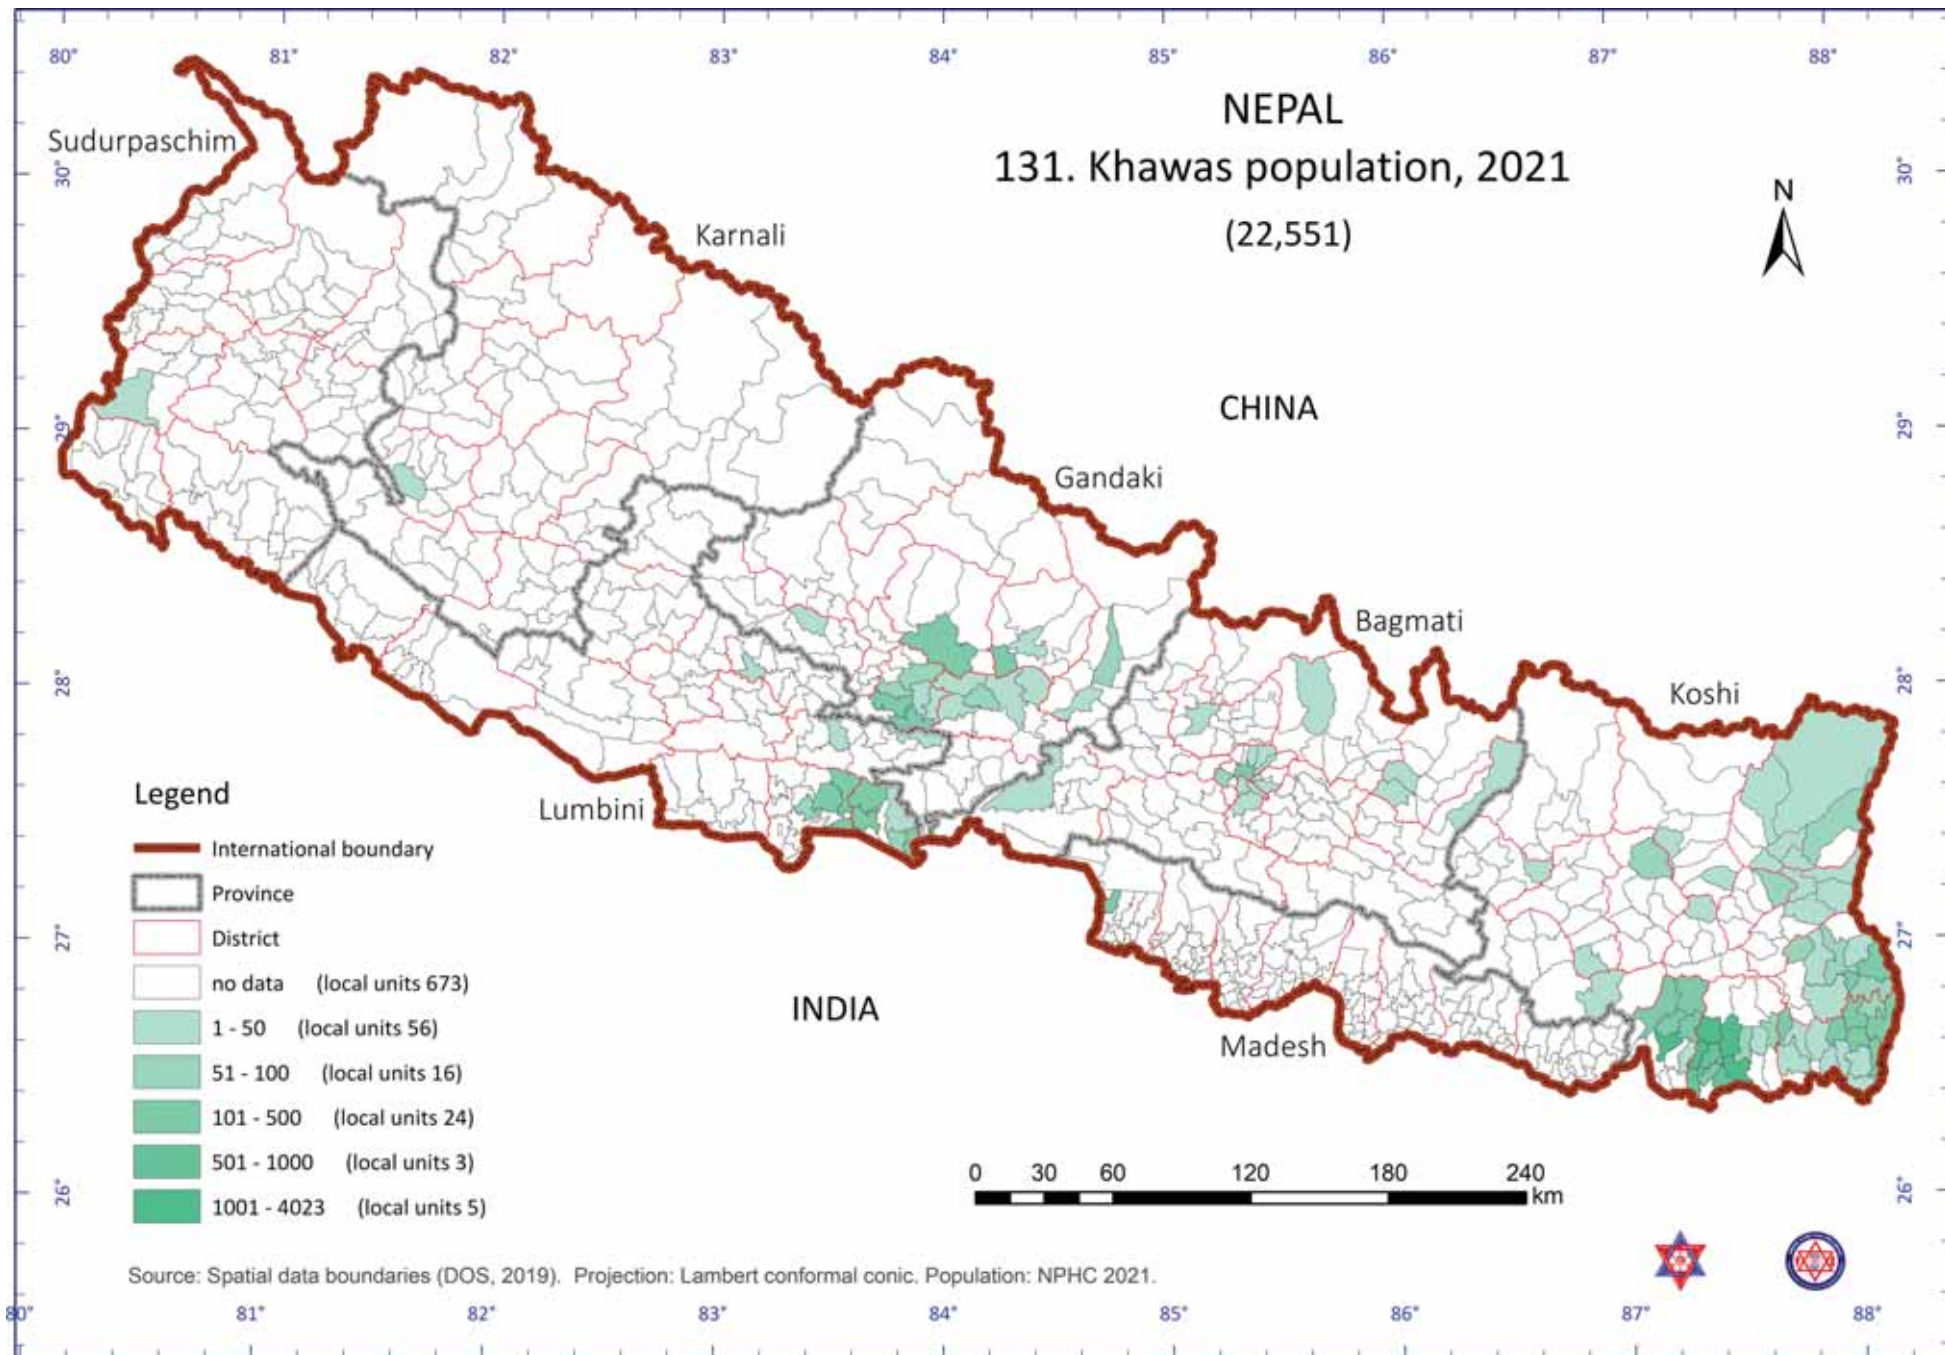 80° 81° 82° 83° 84° 85° 86° 87° 88°
NEPAL
131. Khawas population, 2021
(22,551)
N
Sudurpaschim
30°
30°
Karnali
CHINA
29°
29°
Gandaki
Bagmati
Koshi
28°
28°
Lumbini
27°
27°
INDIA
Madesh
26°
26°
Legend
International boundary
Province
District
no data (local units 673)
1 - 50 (local units 56)
51 - 100 (local units 16)
101 - 500 (local units 24)
501 - 1000 (local units 3)
1001 - 4023 (local units 5)
0 30 60 120 180 240
km
Source: Spatial data boundaries (DOS, 2019). Projection: Lambert conformal conic. Population: NPHC 2021.
80° 81° 82° 83° 84° 85° 86° 87° 88°